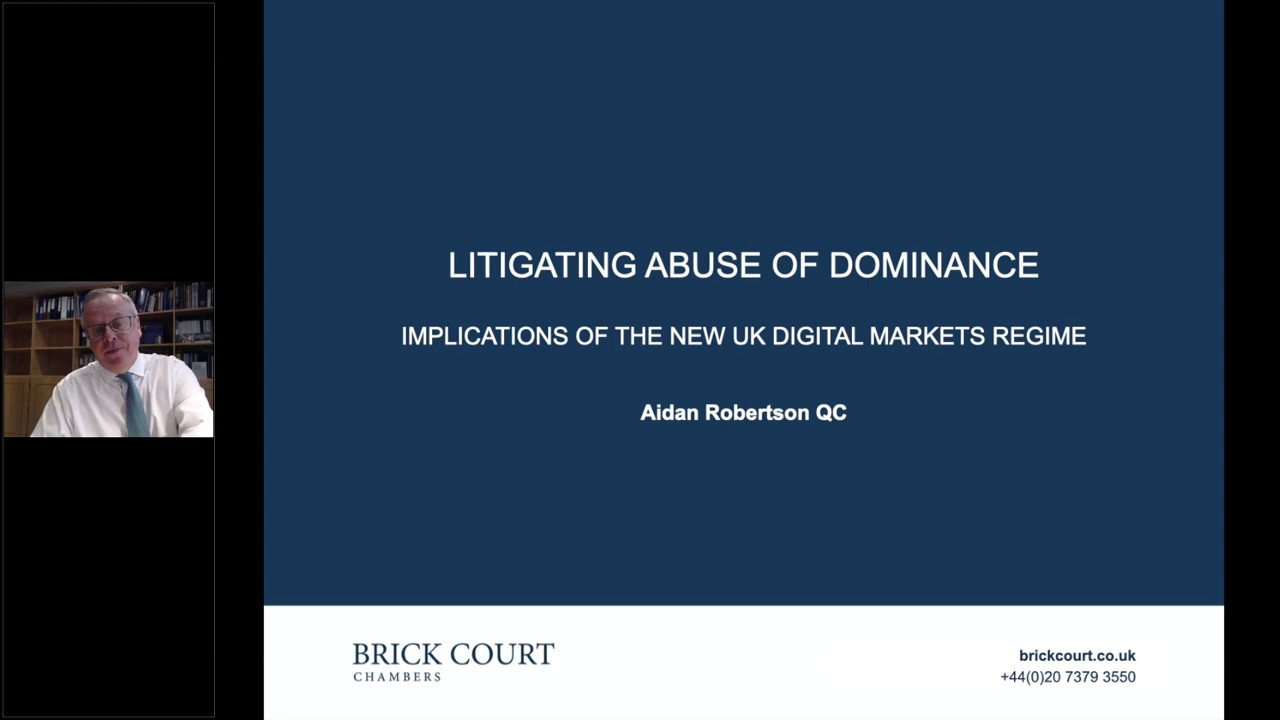 LITIGATING ABUSE OF DOMINANCE
IMPLICATIONS OF THE NEW UK DIGITAL MARKETS REGIME
Aidan Robertson QC
BRICK COURT
CHAMBERS
brickcourt.co.uk
+44(0)20 7379 3550